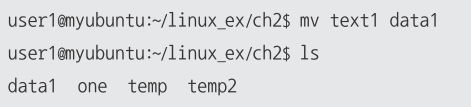 user1@myubuntu:~/linux_ex/ch2$ mv text1 data1
user1@myubuntu:~/linux_ex/ch2$ ls
data1 one temp temp2